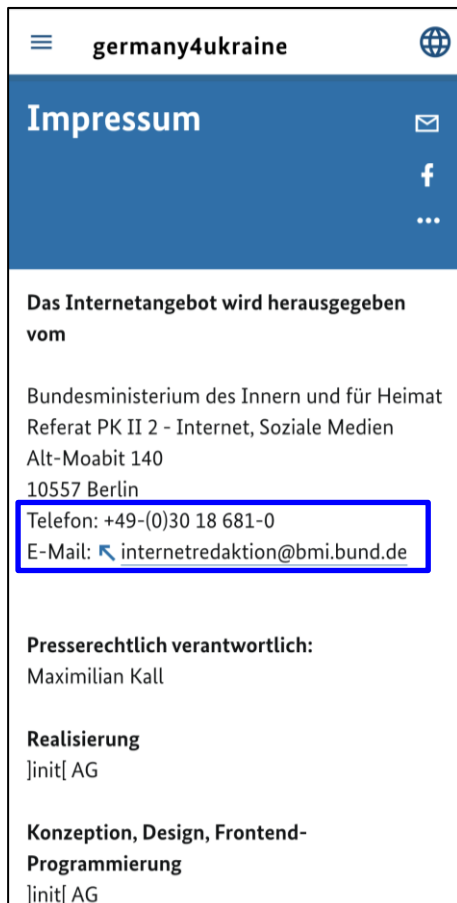 germany4ukraine
Impressum
Das Internetangebot wird herausgegeben
vom
Bundesministerium des Innern und für Heimat
Referat PK II 2 - Internet, Soziale Medien
Alt-Moabit 140
10557 Berlin
Telefon: +49-(0)30 18 681-0
E-Mail: internetredaktion@bmi.bund.de
Presserechtlich verantwortlich:
Maximilian Kall
Realisierung
]init[ AG
Konzeption, Design, Frontend-
Programmierung
]init[ AG